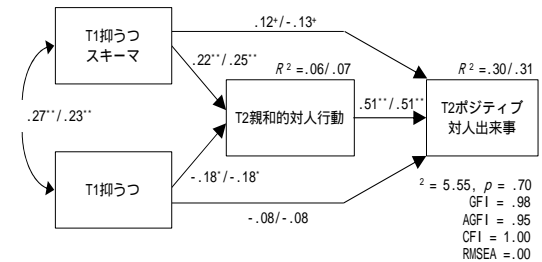 .12⁺/-.13⁺
T1抑うつ
スキーマ
.22**/.25**
R² =.06/.07
R² =.30/.31
.27**/.23**
T2親和的対人行動
.51**/.51**
T2ポジティブ
対人出来事
T1抑うつ
-.18*/-.18*
-.08/-.08
² = 5.55, p = .70
GFI = .98
AGFI = .95
CFI = 1.00
RMSEA =.00